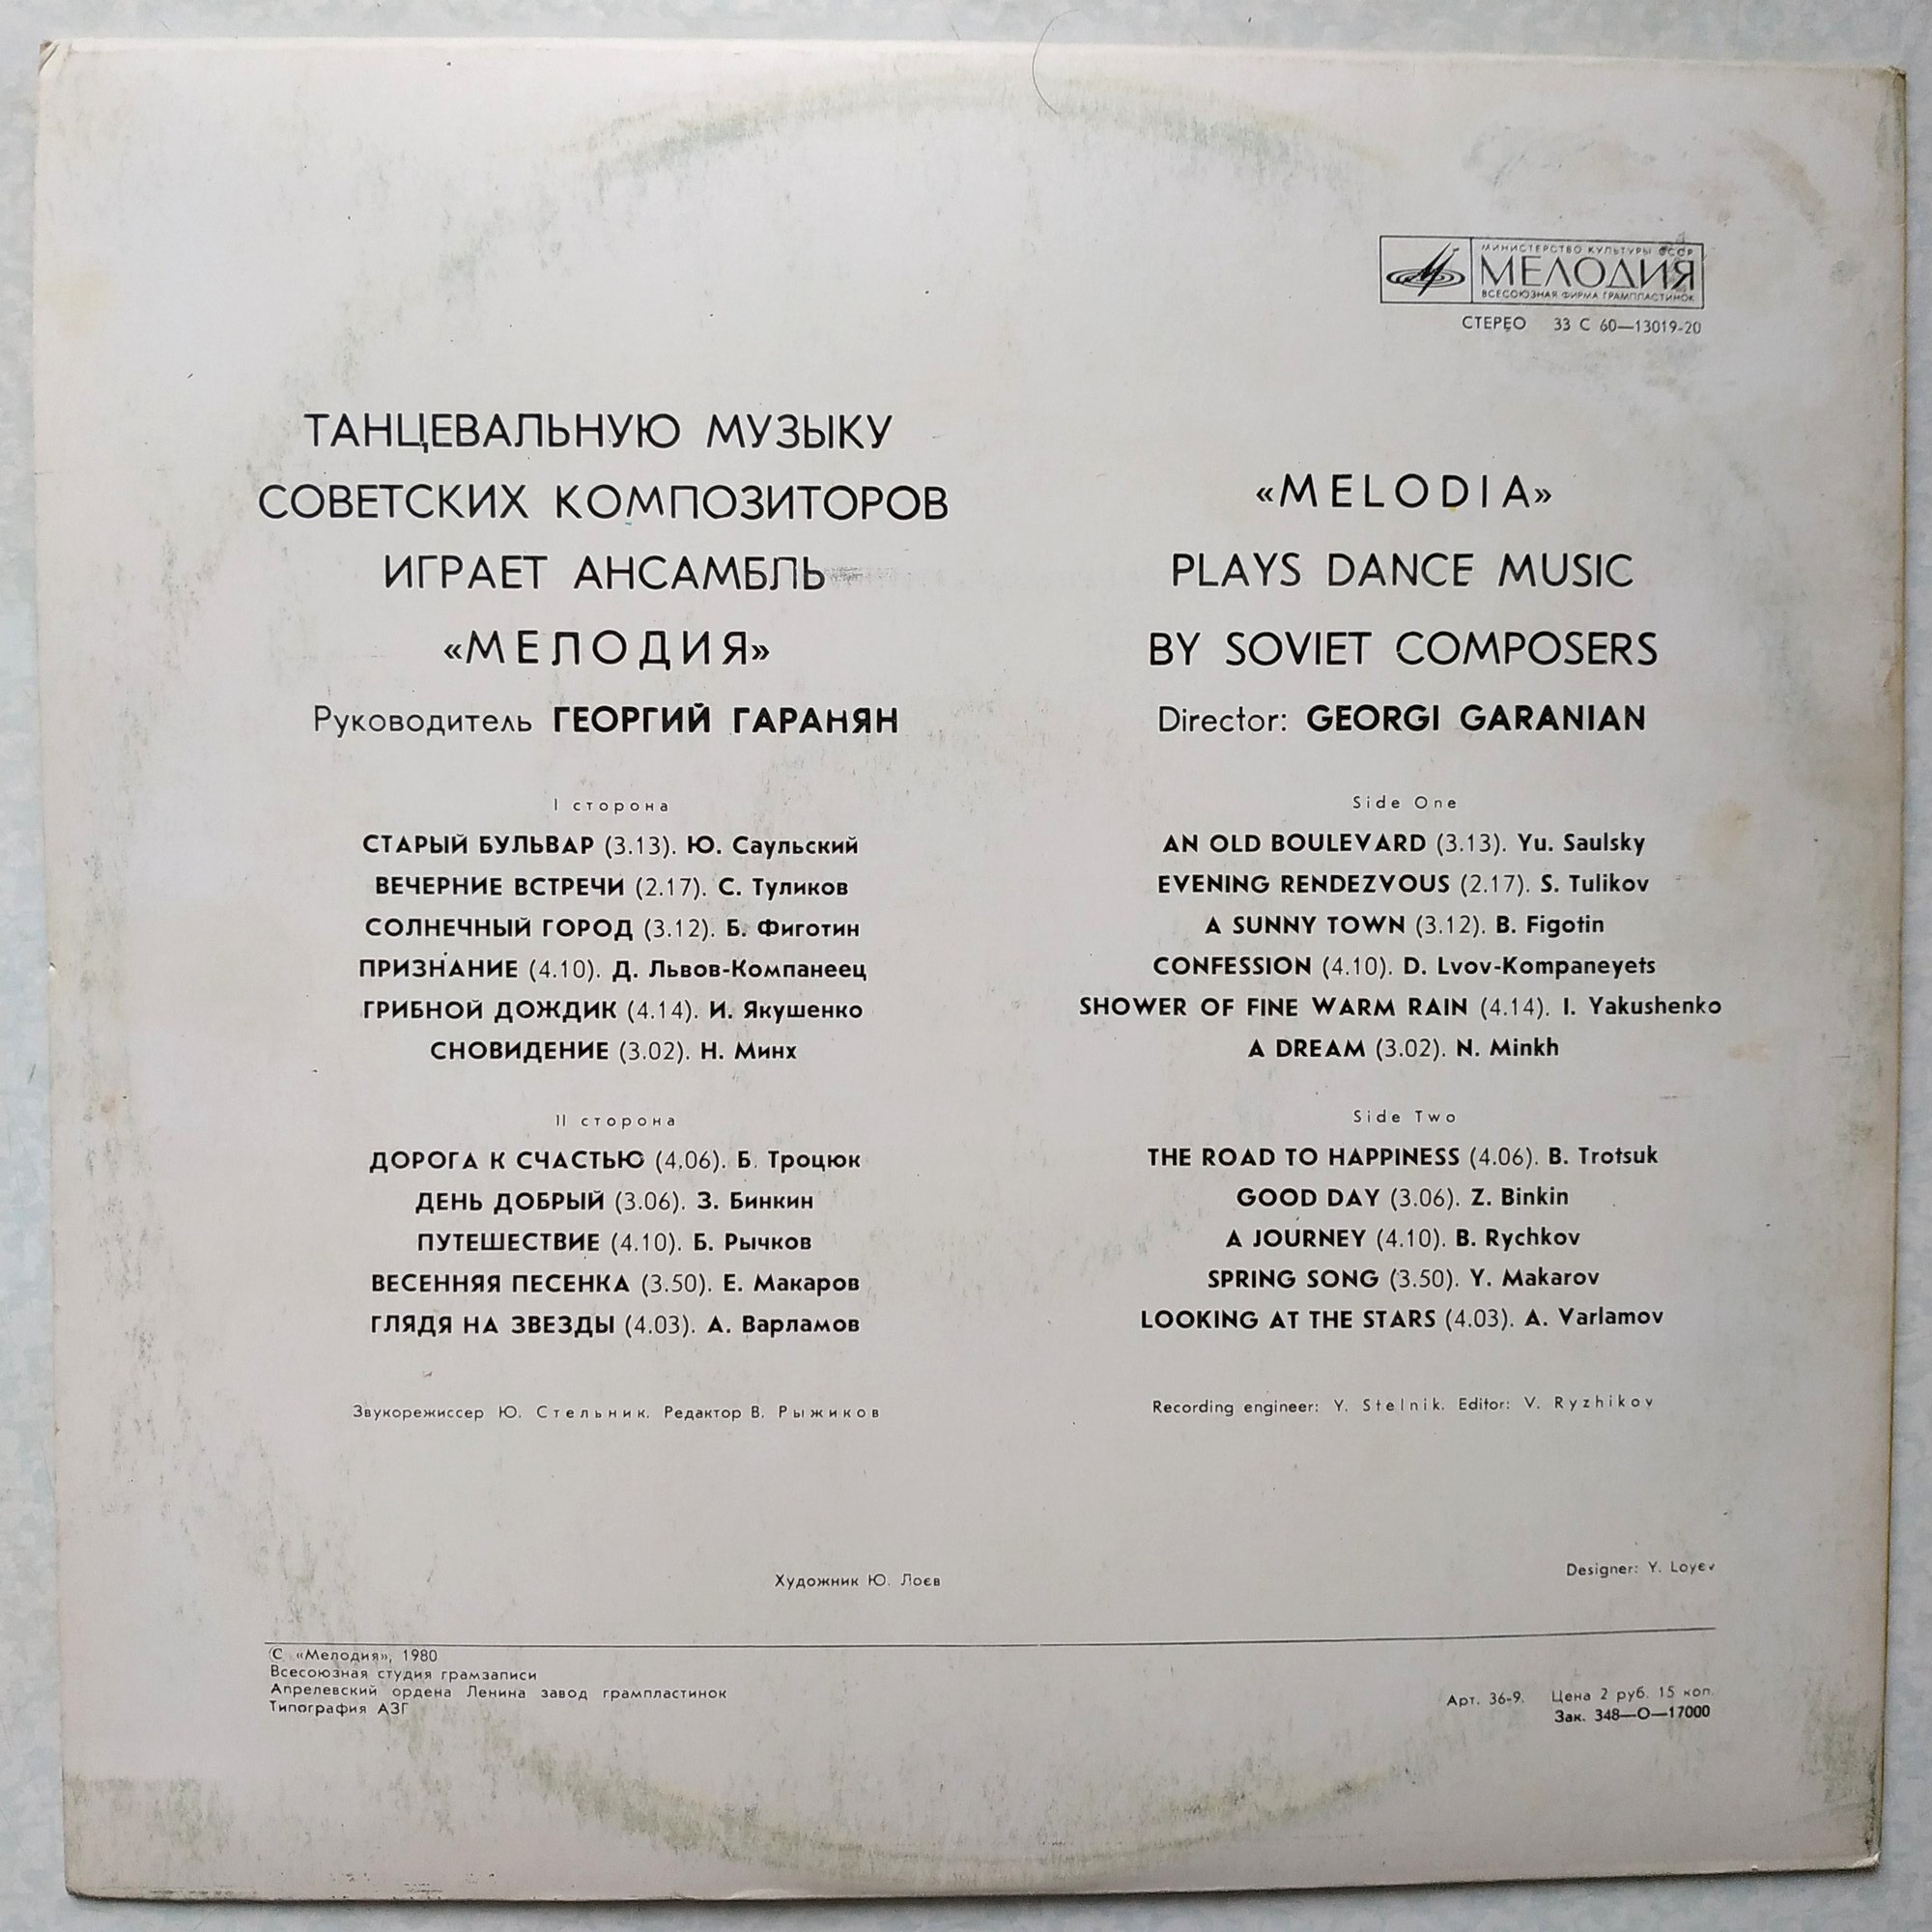 МИНИСТЕРСТВО КУЛЬТУРЫ СССР
МЕЛОДИЯ
ВСЕСОЮЗНАЯ ФИРМА ГРАМПЛАСТИНОК
СТЕРЕО 33 С 60—13019-20
ТАНЦЕВАЛЬНУЮ МУЗЫКУ
СОВЕТСКИХ КОМПОЗИТОРОВ
ИГРАЕТ АНСАМБЛЬ
«МЕЛОДИЯ»
Руководитель ГЕОРГИЙ ГАРАНЯН
I сторона
СТАРЫЙ БУЛЬВАР (3.13). Ю. Саульский
ВЕЧЕРНИЕ ВСТРЕЧИ (2.17). С. Туликов
СОЛНЕЧНЫЙ ГОРОД (3.12). Б. Фиготин
ПРИЗНАНИЕ (4.10). Д. Львов-Компанеец
ГРИБНОЙ ДОЖДИК (4.14). И. Якушенко
СНОВИДЕНИЕ (3.02). Н. Минх
II сторона
ДОРОГА К СЧАСТЬЮ (4.06). Б. Троцюк
ДЕНЬ ДОБРЫЙ (3.06). З. Бинкин
ПУТЕШЕСТВИЕ (4.10). Б. Рычков
ВЕСЕННЯЯ ПЕСЕНКА (3.50). Е. Макаров
ГЛЯДЯ НА ЗВЕЗДЫ (4.03). А. Варламов
Звукорежиссер Ю. Стельник. Редактор В. Рыжиков
Художник Ю. Лоев
«MELODIA»
PLAYS DANCE MUSIC
BY SOVIET COMPOSERS
Director: GEORGI GARANIAN
Side One
AN OLD BOULEVARD (3.13). Yu. Saulsky
EVENING RENDEZVOUS (2.17). S. Tulikov
A SUNNY TOWN (3.12). B. Figotin
CONFESSION (4.10). D. Lvov-Kompaneyets
SHOWER OF FINE WARM RAIN (4.14). I. Yakushenko
A DREAM (3.02). N. Minkh
Side Two
THE ROAD TO HAPPINESS (4.06). B. Trotsuk
GOOD DAY (3.06). Z. Binkin
A JOURNEY (4.10). B. Rychkov
SPRING SONG (3.50). Y. Makarov
LOOKING AT THE STARS (4.03). A. Varlamov
Recording engineer: Y. Stelnik. Editor: V. Ryzhikov
Designer: Y. Loyev
С «Мелодия», 1980
Всесоюзная студия грамзаписи
Апрелевский ордена Ленина завод грампластинок
Типография АЗГ
Арт. 36-9. Цена 2 руб. 15 коп.
Зак. 348—О—17000